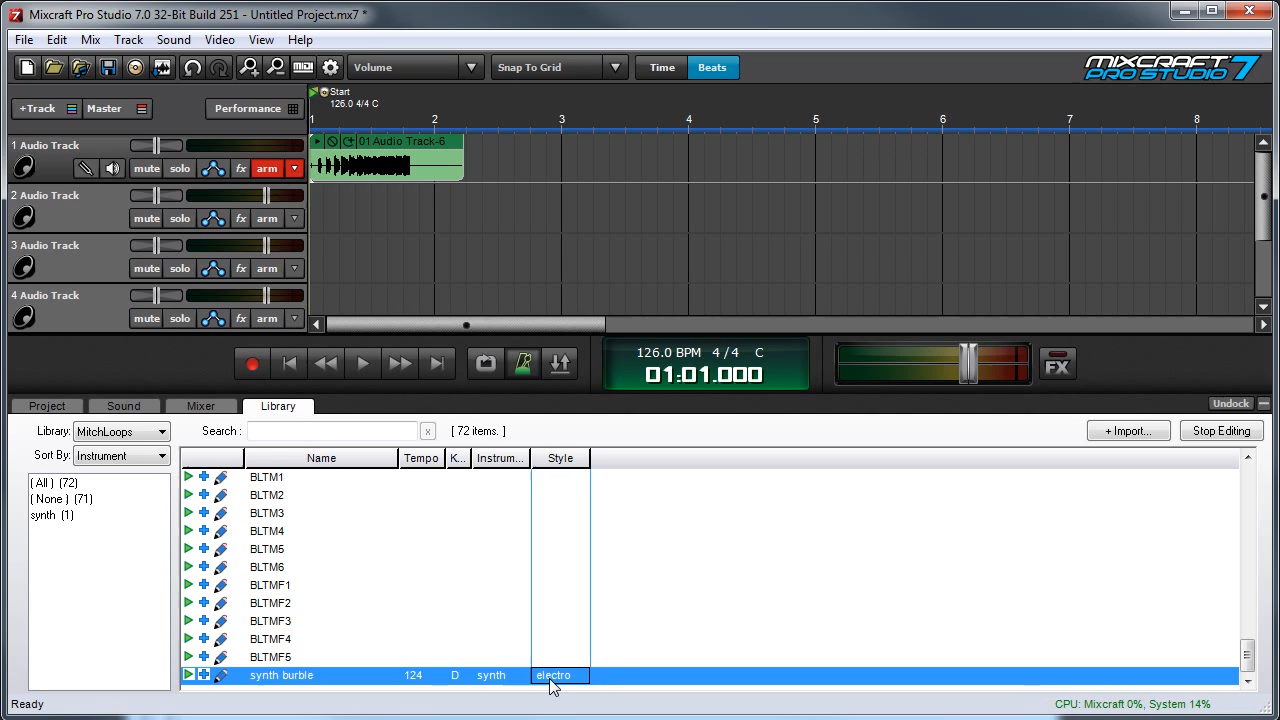 Mixcraft Pro Studio 7.0 32-Bit Build 251 - Untitled Project.mx7 *
File Edit Mix Track Sound Video View Help
Volume Snap To Grid Time Beats MIXCRAFT PRO STUDIO 7
+Track Master Performance
Start
126.0 4/4 C
1 2 3 4 5 6 7 8
1 Audio Track
mute solo fx arm
01 Audio Track-6
2 Audio Track
mute solo fx arm
3 Audio Track
mute solo fx arm
4 Audio Track
mute solo fx arm
126.0 BPM 4 / 4 C
01:01.000
FX
Project Sound Mixer Library Undock
Library: MitchLoops Search : x [ 72 items. ] + Import... Stop Editing
Sort By: Instrument
( All ) (72)
( None ) (71)
synth (1)
Name Tempo K... Instrum... Style
BLTM1
BLTM2
BLTM3
BLTM4
BLTM5
BLTM6
BLTMF1
BLTMF2
BLTMF3
BLTMF4
BLTMF5
synth burble 124 D synth electro
Ready CPU: Mixcraft 0%, System 14%